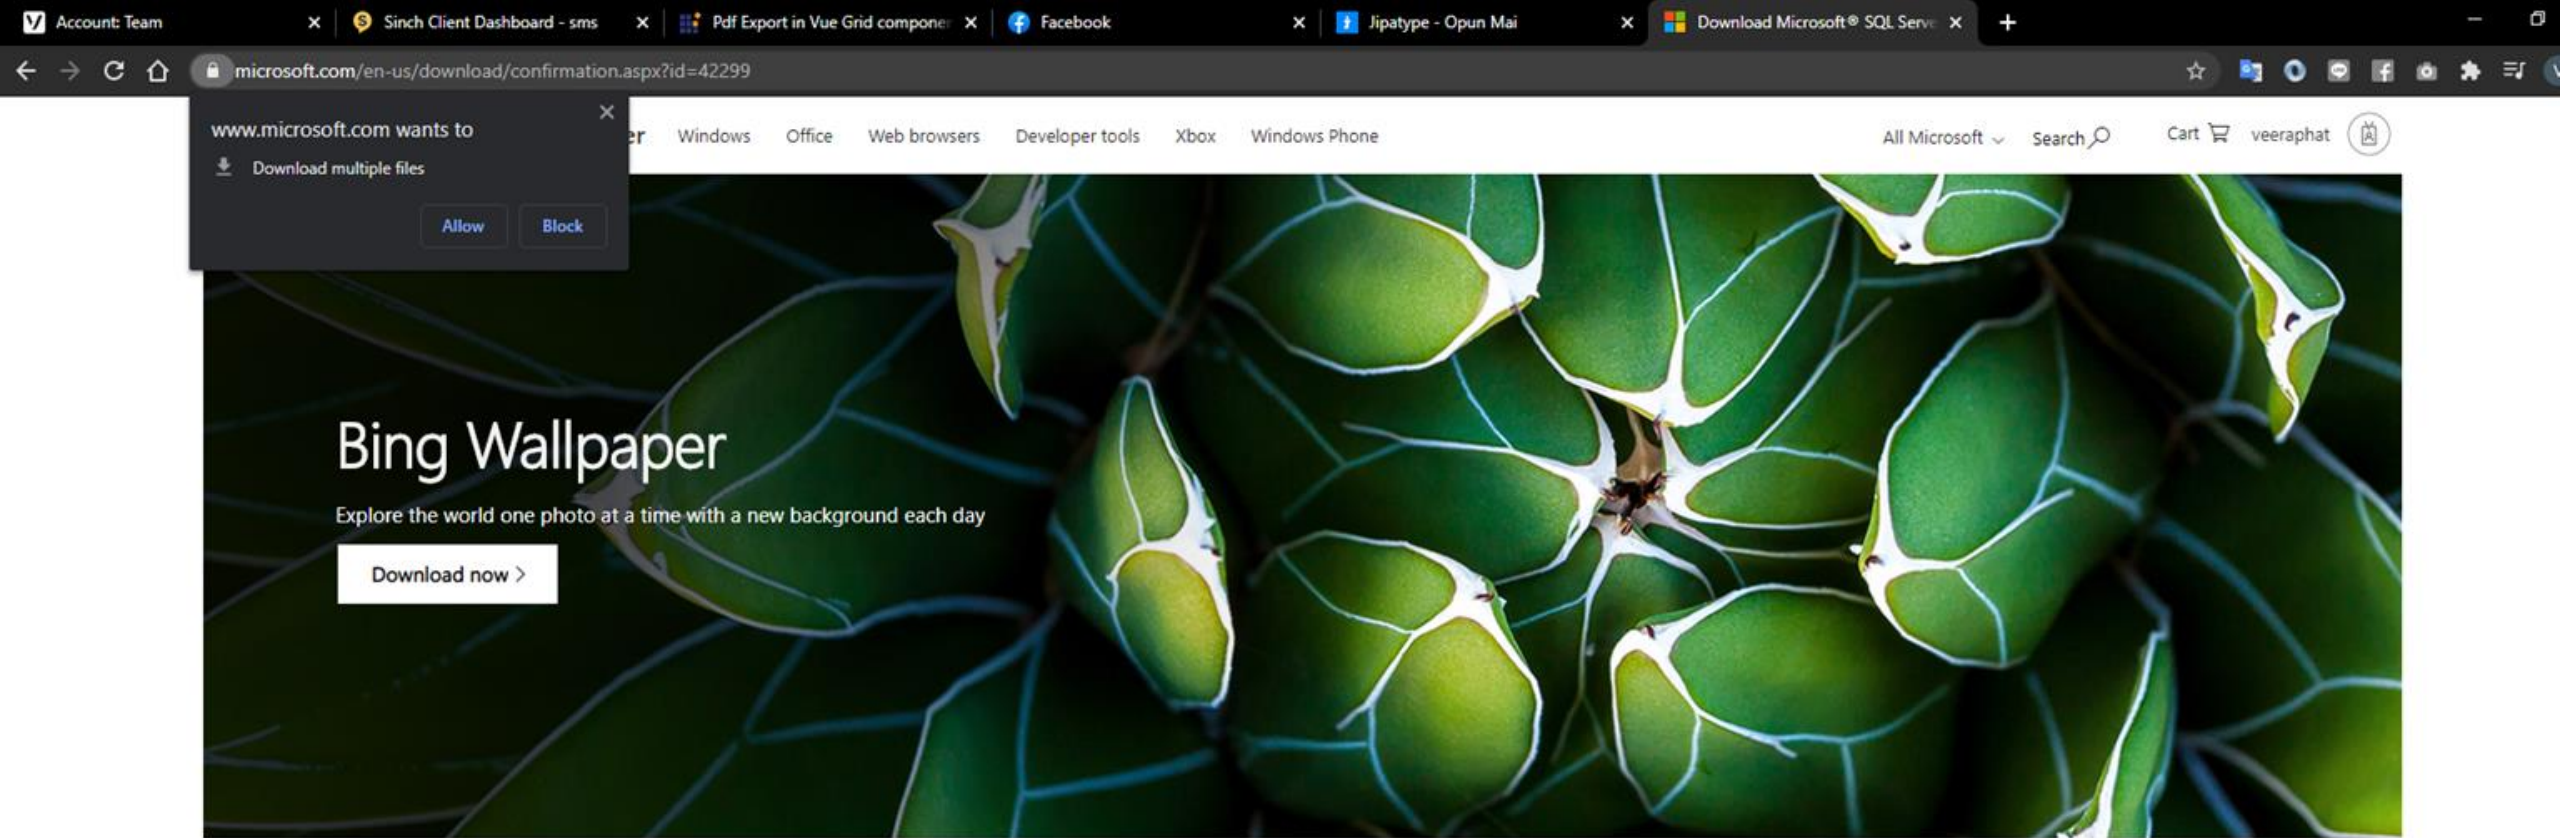 Account: Team
Sinch Client Dashboard - sms
Pdf Export in Vue Grid compone
Facebook
Jipatype - Opun Mai
Download Microsoft® SQL Serv
microsoft.com/en-us/download/confirmation.aspx?id=42299
www.microsoft.com wants to
Download multiple files
Allow
Block
er
Windows
Office
Web browsers
Developer tools
Xbox
Windows Phone
All Microsoft
Search
Cart
veeraphat
Bing Wallpaper
Explore the world one photo at a time with a new background each day
Download now >